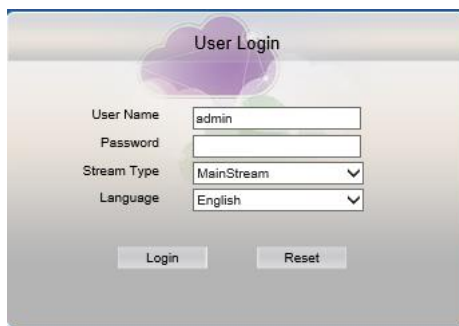 User Login
User Name admin
Password
Stream Type MainStream
Language English
Login Reset